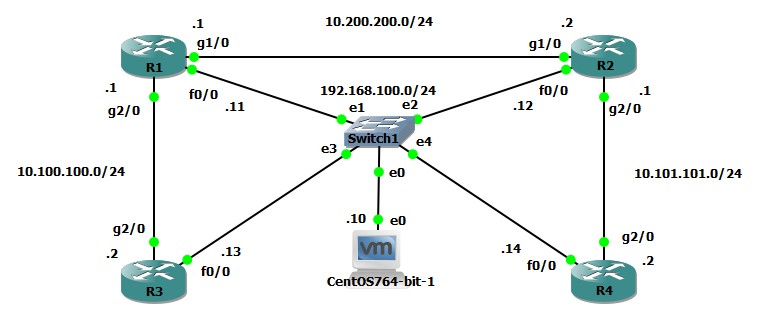 .1
10.200.200.0/24
.2
g1/0
g1/0
R1
R2
.1
f0/0
192.168.100.0/24
f0/0
.1
g2/0
.11
e1
e2
.12
g2/0
Switch1
e3
e4
10.100.100.0/24
e0
10.101.101.0/24
g2/0
.10
e0
g2/0
.2
.13
vm
.14
.2
f0/0
f0/0
R3
CentOS764-bit-1
R4